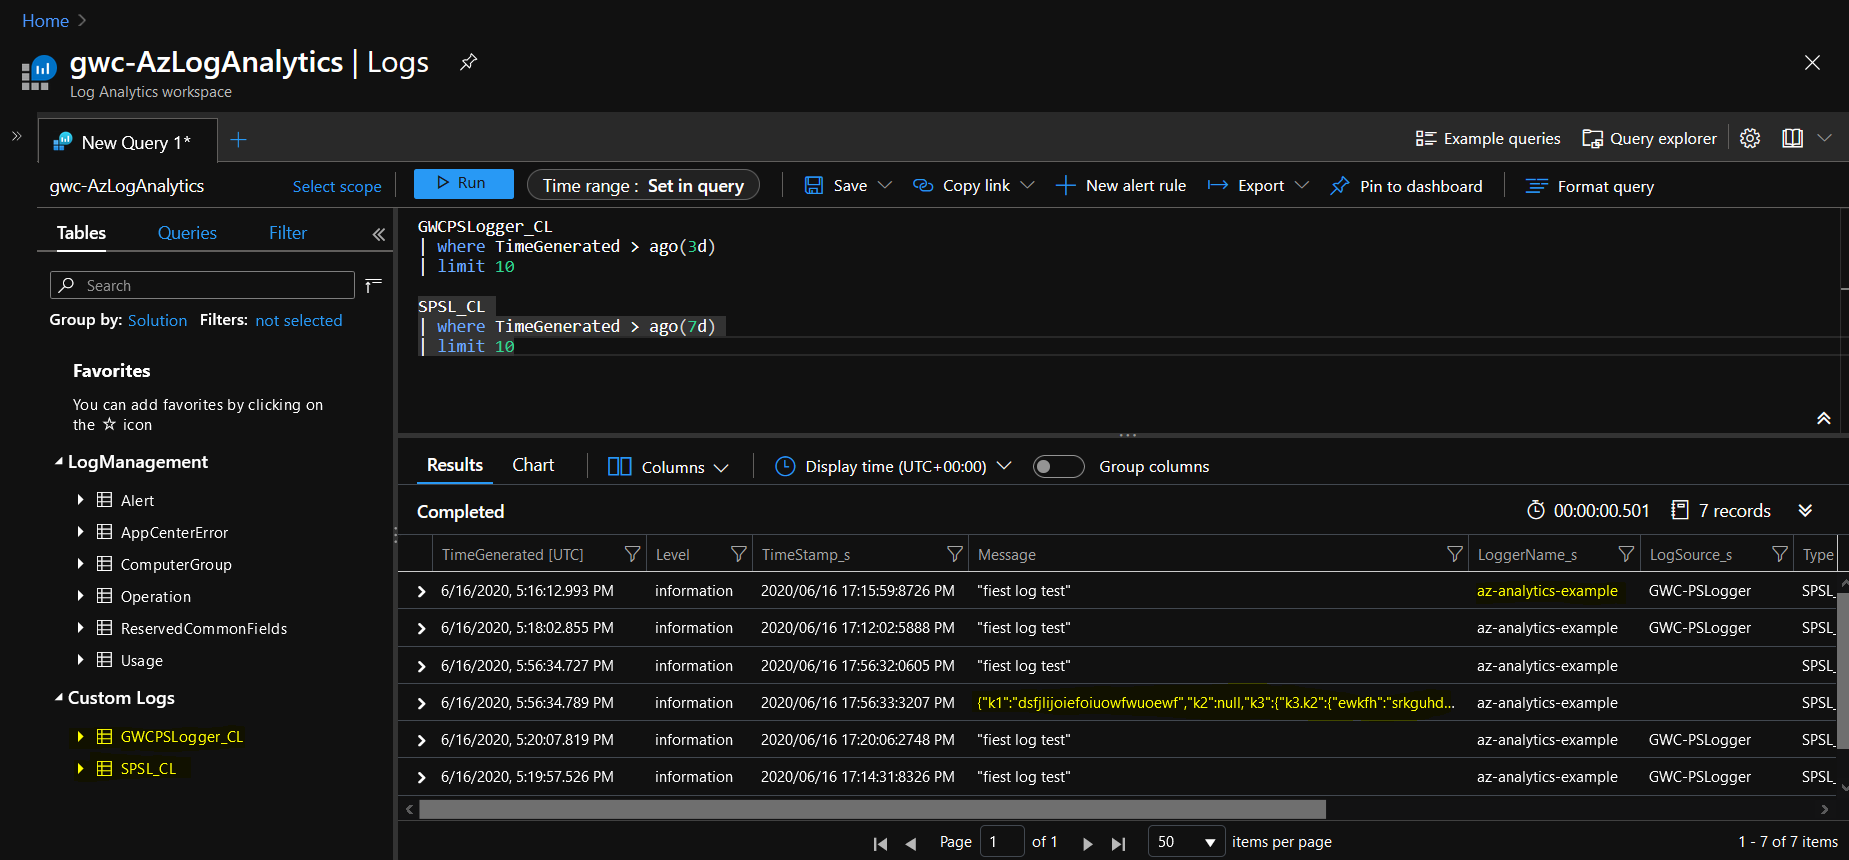 Home
gwc-AzLogAnalytics | Logs
Log Analytics workspace
New Query 1*
Example queries
Query explorer
gwc-AzLogAnalytics
Select scope
Run
Time range : Set in query
Save
Copy link
New alert rule
Export
Pin to dashboard
Format query
Tables
Queries
Filter
Search
Group by: Solution Filters: not selected
Favorites
You can add favorites by clicking on
the ☆ icon
LogManagement
Alert
AppCenterError
ComputerGroup
Operation
ReservedCommonFields
Usage
Custom Logs
GWCPSLogger_CL
SPSL_CL
GWCPSLogger_CL
| where TimeGenerated > ago(3d)
| limit 10
SPSL_CL
| where TimeGenerated > ago(7d)
| limit 10
Results
Chart
Columns
Display time (UTC+00:00)
Group columns
Completed
00:00:00.501
7 records
TimeGenerated [UTC] Level TimeStamp_s Message LoggerName_s LogSource_s Type
6/16/2020, 5:16:12.993 PM information 2020/06/16 17:15:59:8726 PM "fiest log test" az-analytics-example GWC-PSLogger SPSL_
6/16/2020, 5:18:02.855 PM information 2020/06/16 17:12:02:5888 PM "fiest log test" az-analytics-example GWC-PSLogger SPSL_
6/16/2020, 5:56:34.727 PM information 2020/06/16 17:56:32:0605 PM "fiest log test" az-analytics-example SPSL_
6/16/2020, 5:56:34.789 PM information 2020/06/16 17:56:33:3207 PM {"k1":"dsfjlijoiefoiuowfwuoewf","k2":null,"k3":{"k3.k2":{"ewkfh":"srkguhd... az-analytics-example SPSL_
6/16/2020, 5:20:07.819 PM information 2020/06/16 17:20:06:2748 PM "fiest log test" az-analytics-example GWC-PSLogger SPSL_
6/16/2020, 5:19:57.526 PM information 2020/06/16 17:14:31:8326 PM "fiest log test" az-analytics-example GWC-PSLogger SPSL_
Page 1 of 1
50 items per page
1 - 7 of 7 items